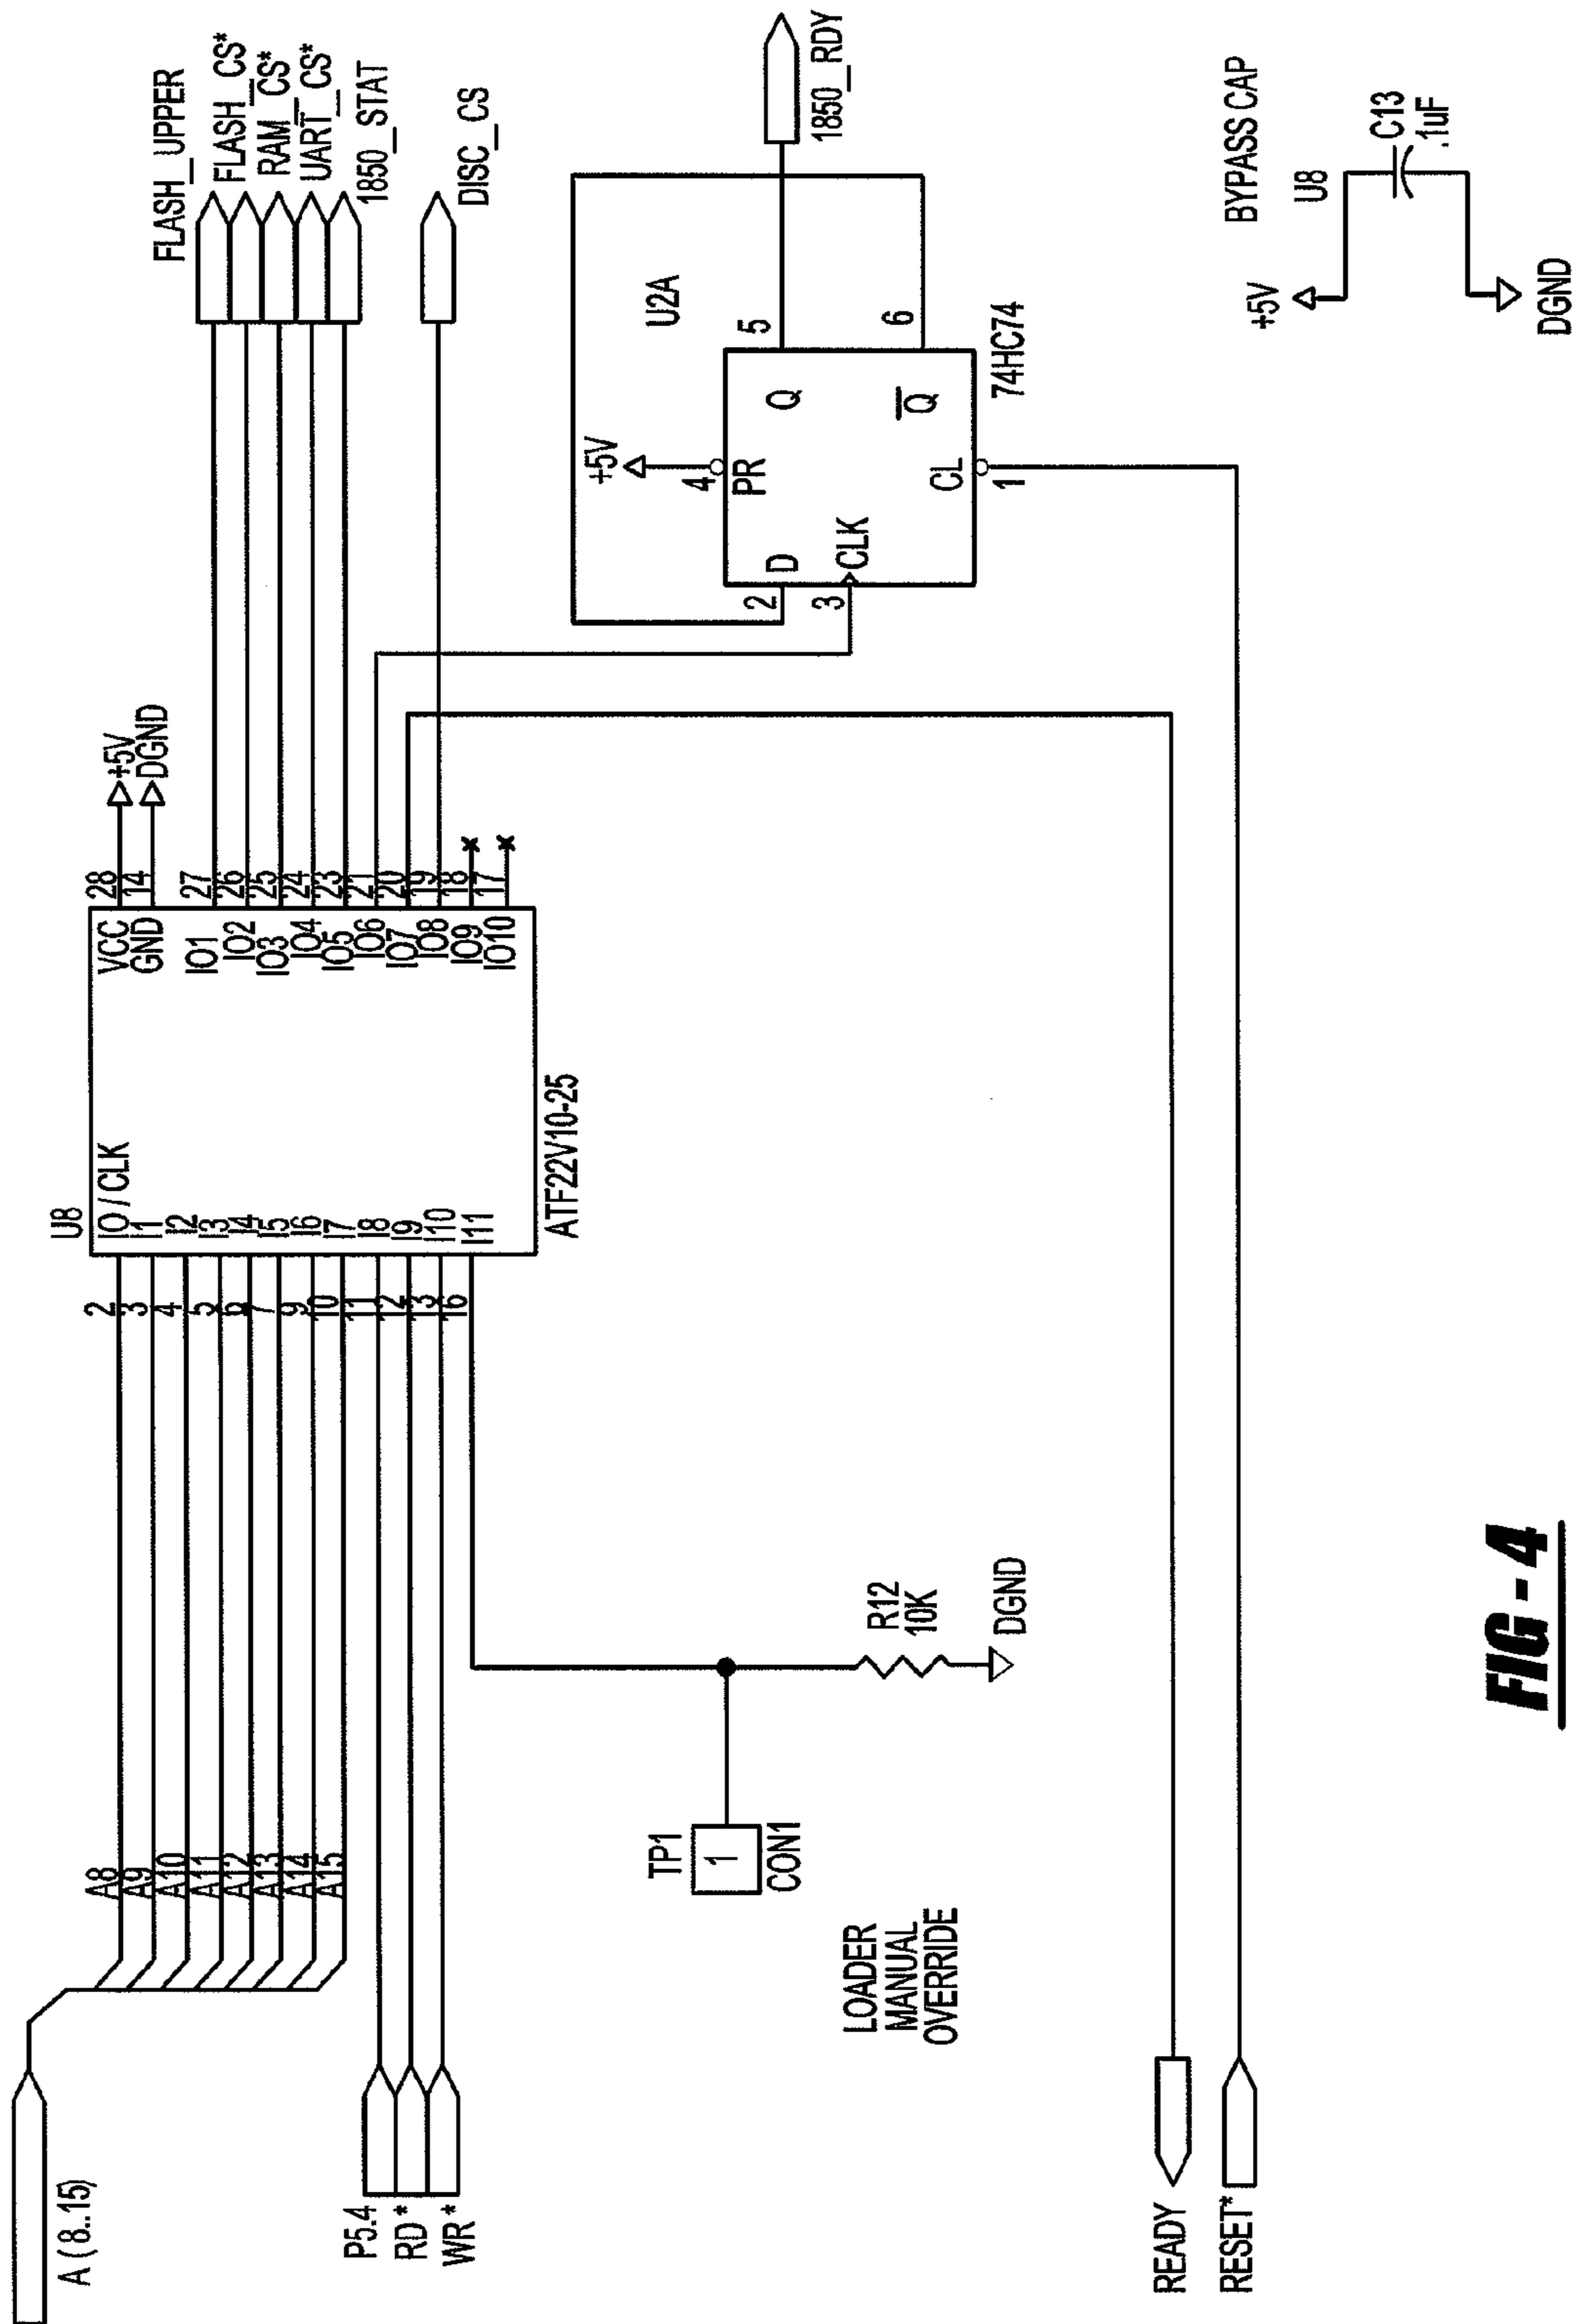 A ( 8..15)
A8
A9
A10
A11
A12
A13
A14
A15
P5.4
RD *
WR *
2
3
4
5
6
7
9
10
11
12
13
16
U8
IO / CLK
I1
I2
I3
I4
I5
I6
I7
I8
I9
I10
I11
VCC
GND
IO1
IO2
IO3
IO4
IO5
IO6
IO7
IO8
IO9
IO10
ATF22V10-25
28
14
27
26
25
24
23
21
20
19
18
17
+5V
DGND
FLASH_UPPER
FLASH_CS*
RAM_CS*
UART_CS*
1850_STAT
DISC_CS
LOADER
MANUAL
OVERRIDE
TP1
1
CON1
R12
10K
DGND
+5V
U2A
4
PR
2
D
3
CLK
Q
5
Q
6
CL
1
74HC74
1850_RDY
READY
RESET*
BYPASS CAP
+5V
U8
C13
.1uF
DGND
FIG - 4